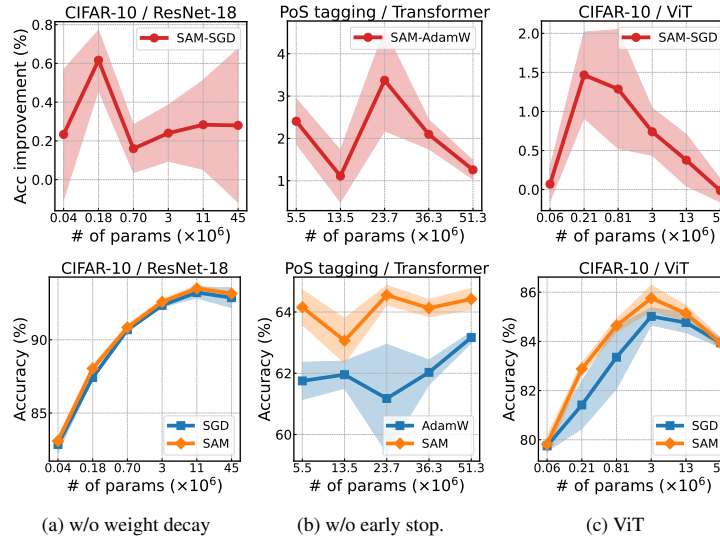 CIFAR-10 / ResNet-18
SAM-SGD
Acc improvement (%)
0.8
0.6
0.4
0.2
0.0
0.04 0.18 0.70 3 11 45
# of params (×10⁶)
PoS tagging / Transformer
SAM-AdamW
4
3
2
1
5.5 13.5 23.7 36.3 51.3
# of params (×10⁶)
CIFAR-10 / ViT
SAM-SGD
2.0
1.5
1.0
0.5
0.0
0.06 0.21 0.81 3 13
# of params (×10⁶)
CIFAR-10 / ResNet-18
Accuracy (%)
90
85
SGD
SAM
0.04 0.18 0.70 3 11 45
# of params (×10⁶)
PoS tagging / Transformer
Accuracy (%)
64
62
60
AdamW
SAM
5.5 13.5 23.7 36.3 51.3
# of params (×10⁶)
CIFAR-10 / ViT
Accuracy (%)
86
84
82
80
SGD
SAM
0.06 0.21 0.81 3 13
# of params (×10⁶)
(a) w/o weight decay
(b) w/o early stop.
(c) ViT